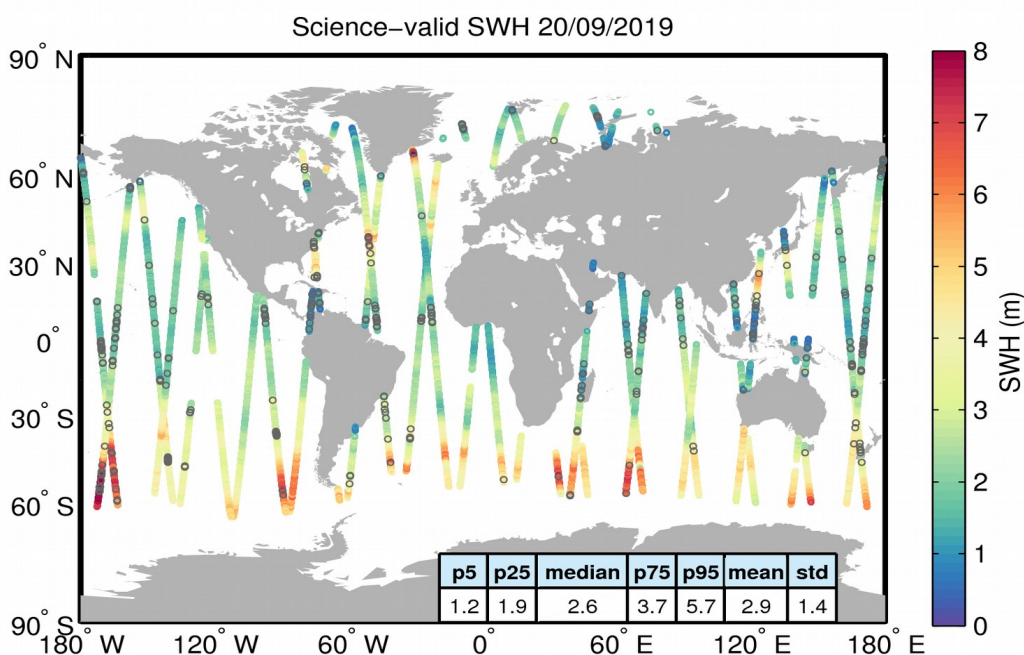 Science−valid SWH 20/09/2019
90° N
60° N
30° N
0°
30° S
60° S
90° S
180° W 120° W 60° W 0° 60° E 120° E 180° E
p5 p25 median p75 p95 mean std
1.2 1.9 2.6 3.7 5.7 2.9 1.4
8
7
6
5
4
3
2
1
0
SWH (m)